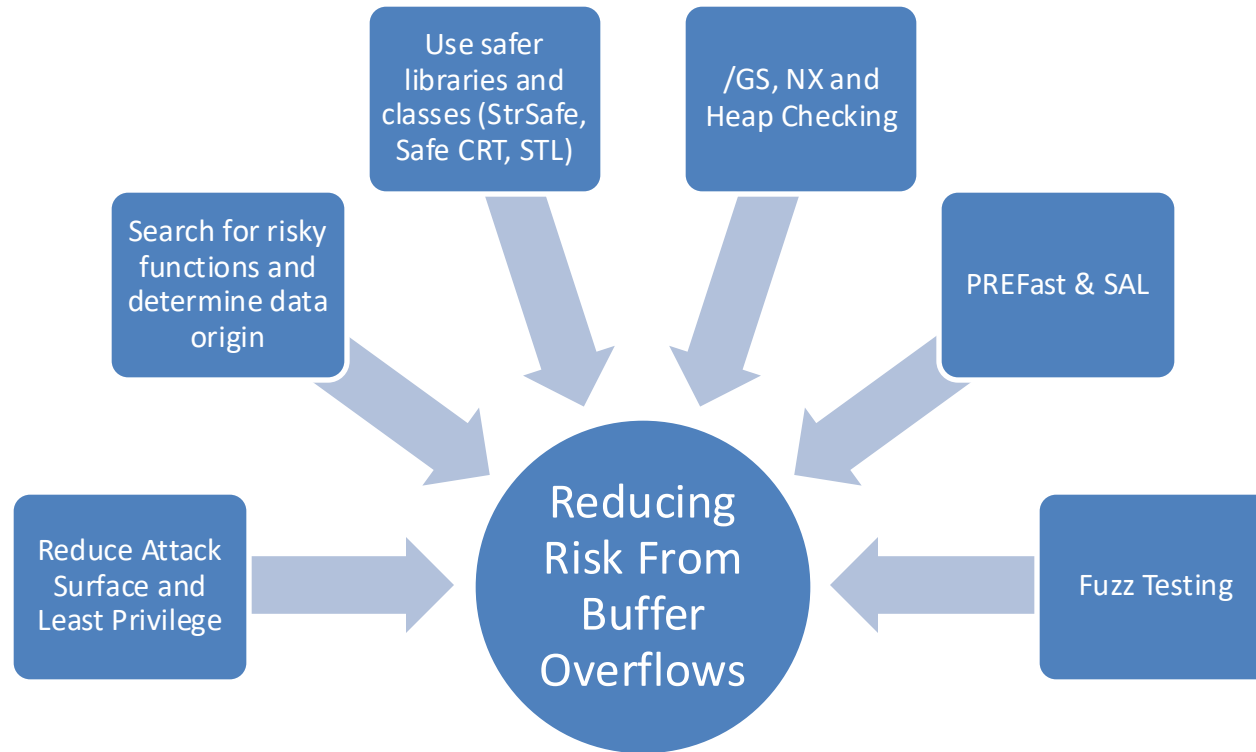 Use safer
libraries and
classes (StrSafe,
Safe CRT, STL)
/GS, NX and
Heap Checking
Search for risky
functions and
determine data
origin
PREFast & SAL
Reduce Attack
Surface and
Least Privilege
Reducing
Risk From
Buffer
Overflows
Fuzz Testing